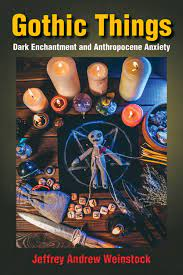 Gothic Things
Dark Enchantment and Anthropocene Anxiety
Jeffrey Andrew Weinstock